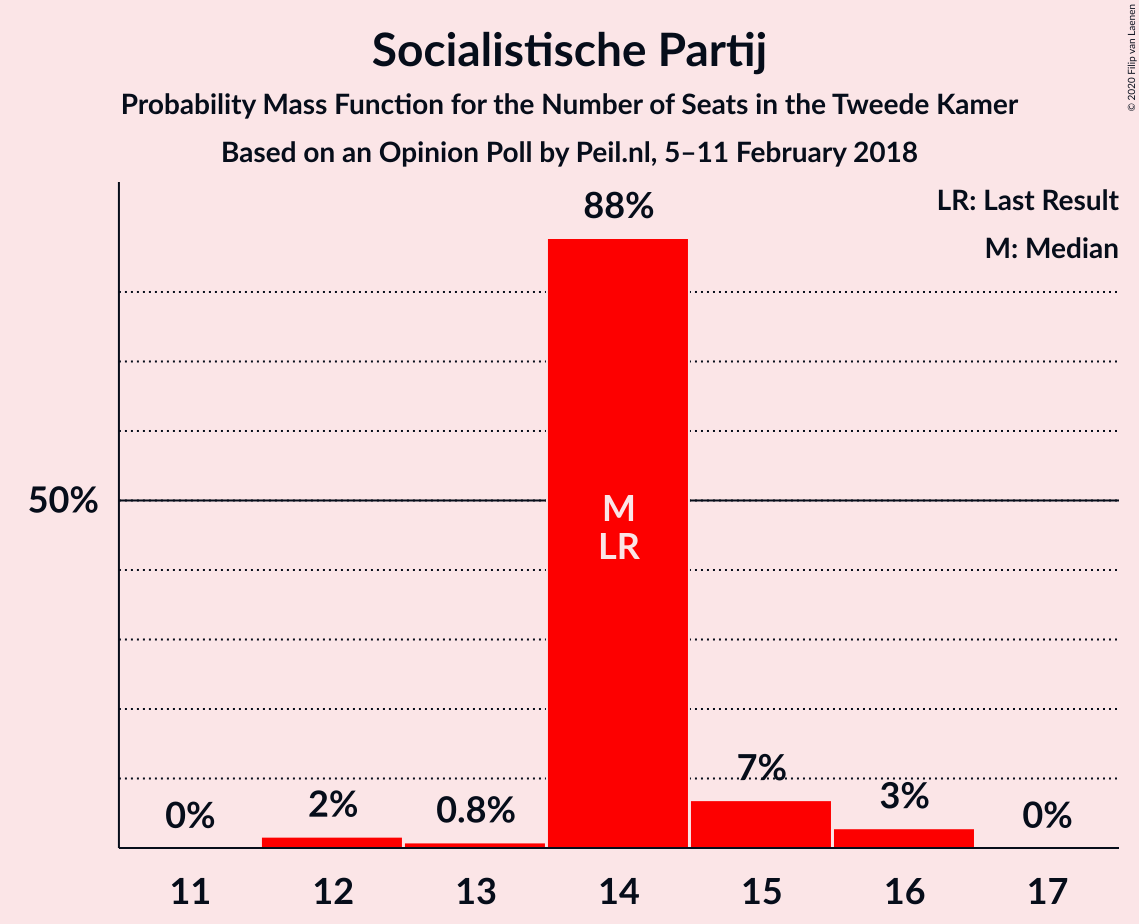 Socialistische Partij
Probability Mass Function for the Number of Seats in the Tweede Kamer
Based on an Opinion Poll by Peil.nl, 5–11 February 2018
© 2020 Filip van Laenen
LR: Last Result
M: Median
88%
50%
M
LR
7%
3%
2%
0.8%
0%
0%
11 12 13 14 15 16 17